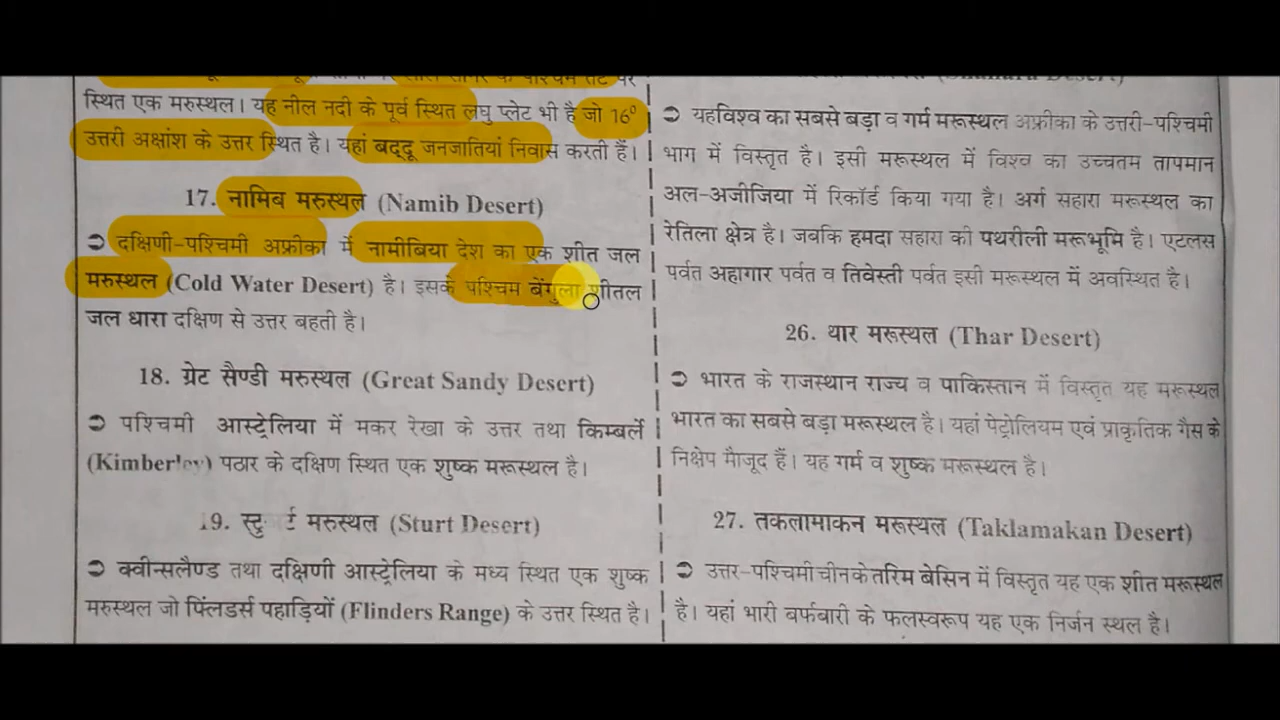 स्थित एक मरुस्थल। यह नील नदी के पूर्व स्थित लघु प्लेट भी है जो 16⁰
उत्तरी अक्षांश के उत्तर स्थित है। यहां बद्दू जनजातियां निवास करती हैं।
17. नामिब मरुस्थल (Namib Desert)
➲ दक्षिणी-पश्चिमी अफ्रीका में नामीबिया देश का एक शीत जल
मरुस्थल (Cold Water Desert) है। इसके पश्चिम बेंगुला शीतल
जल धारा दक्षिण से उत्तर बहती है।
18. ग्रेट सैण्डी मरुस्थल (Great Sandy Desert)
➲ पश्चिमी आस्ट्रेलिया में मकर रेखा के उत्तर तथा किम्बर्ले
(Kimberley) पठार के दक्षिण स्थित एक शुष्क मरूस्थल है।
19. मरुस्थल (Sturt Desert)
➲ क्वीन्सलैण्ड तथा दक्षिणी आस्ट्रेलिया के मध्य स्थित एक शुष्क
मरुस्थल जो फ्लिंडर्स पहाड़ियों (Flinders Range) के उत्तर स्थित है।
➲ यहविश्व का सबसे बड़ा व गर्म मरूस्थल अफ्रीका के उत्तरी-पश्चिमी
भाग में विस्तृत है। इसी मरूस्थल में विश्व का उच्चतम तापमान
अल-अजीजिया में रिकॉर्ड किया गया है। अर्ग सहारा मरूस्थल का
रेतिला क्षेत्र है। जबकि हमदा सहारा की पथरीली मरूभूमि है। एटलस
पर्वत अहागार पर्वत व तिवेस्ती पर्वत इसी मरूस्थल में अवस्थित है।
26. थार मरूस्थल (Thar Desert)
➲ भारत के राजस्थान राज्य व पाकिस्तान में विस्तृत यह मरूस्थल
भारत का सबसे बड़ा मरूस्थल है। यहां पेट्रोलियम एवं प्राकृतिक गैस के
निक्षेप मौजूद हैं। यह गर्म व शुष्क मरूस्थल है।
27. तकलामाकन मरूस्थल (Taklamakan Desert)
➲ उत्तर-पश्चिमी चीन के तरिम बेसिन में विस्तृत यह एक शीत मरूस्थल
है। यहां भारी बर्फबारी के फलस्वरूप यह एक निर्जन स्थल है।